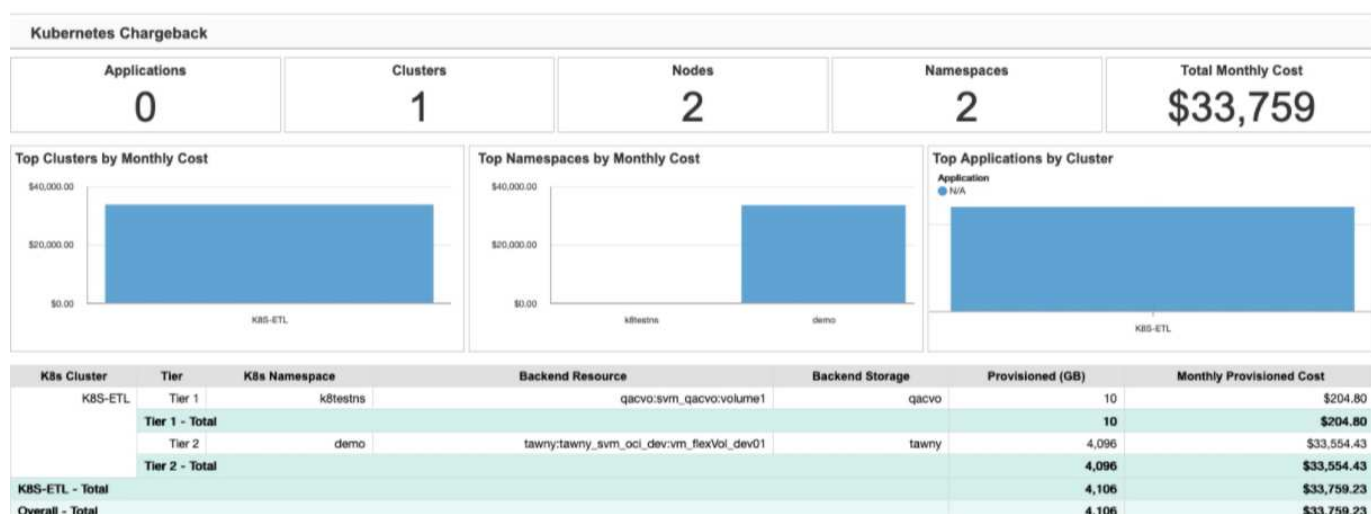 Kubernetes Chargeback
Applications Clusters Nodes Namespaces Total Monthly Cost
0 1 2 2 $33,759
Top Clusters by Monthly Cost
$40,000.00
$20,000.00
$0.00
K8S-ETL
Top Namespaces by Monthly Cost
$40,000.00
$20,000.00
$0.00
k8testns demo
Top Applications by Cluster
Application
N/A
K8S-ETL
K8s Cluster Tier K8s Namespace Backend Resource Backend Storage Provisioned (GB) Monthly Provisioned Cost
K8S-ETL Tier 1 k8testns qacvo:svm_qacvo:volume1 qacvo 10 $204.80
Tier 1 - Total 10 $204.80
Tier 2 demo tawny:tawny_svm_oci_dev:vm_flexVol_dev01 tawny 4,096 $33,554.43
Tier 2 - Total 4,096 $33,554.43
K8S-ETL - Total 4,106 $33,759.23
Overall - Total 4,106 $33,759.23